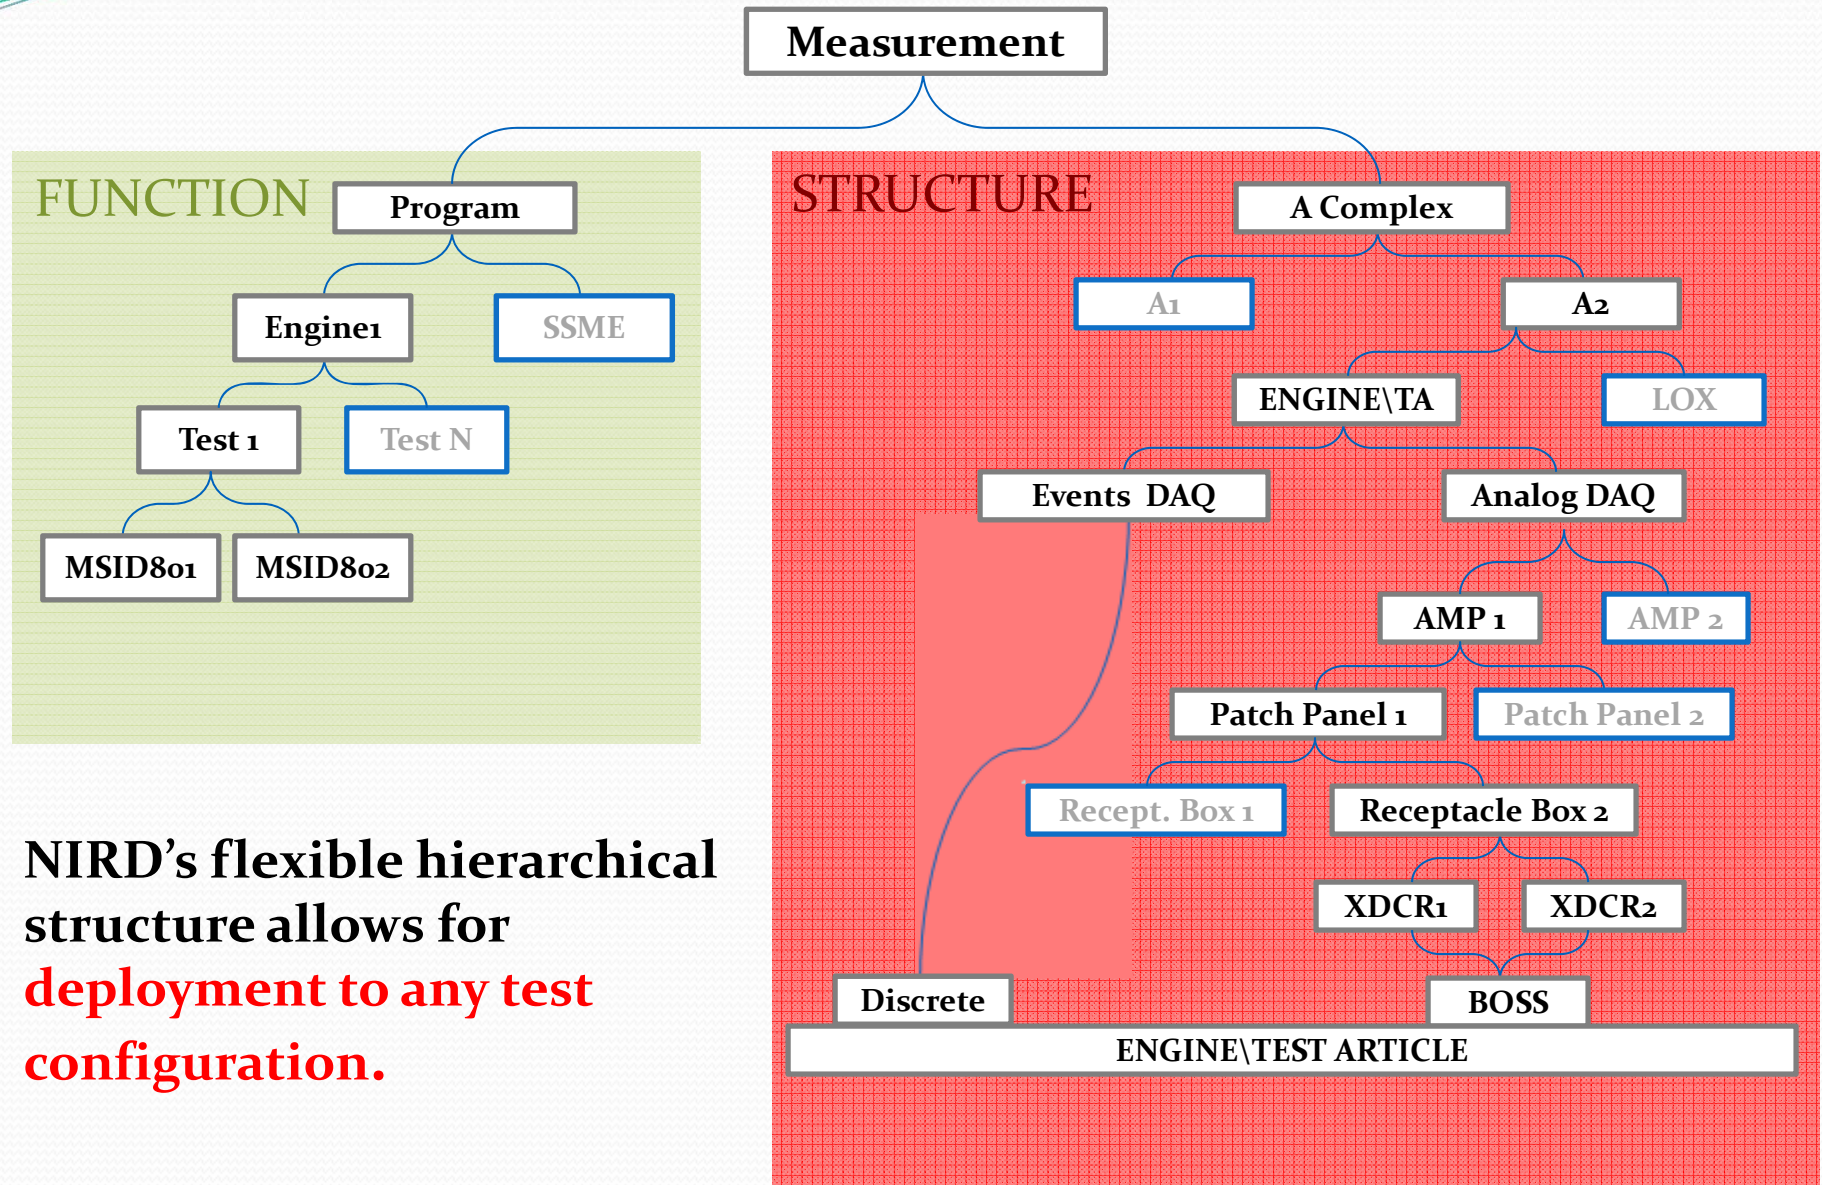 Measurement
FUNCTION
Program
Engine1
SSME
Test 1
Test N
MSID801
MSID802
STRUCTURE
A Complex
A1
A2
ENGINE\TA
LOX
Events DAQ
Analog DAQ
AMP 1
AMP 2
Patch Panel 1
Patch Panel 2
Recept. Box 1
Receptacle Box 2
XDCR1
XDCR2
Discrete
BOSS
ENGINE\TEST ARTICLE
NIRD’s flexible hierarchical
structure allows for
deployment to any test
configuration.